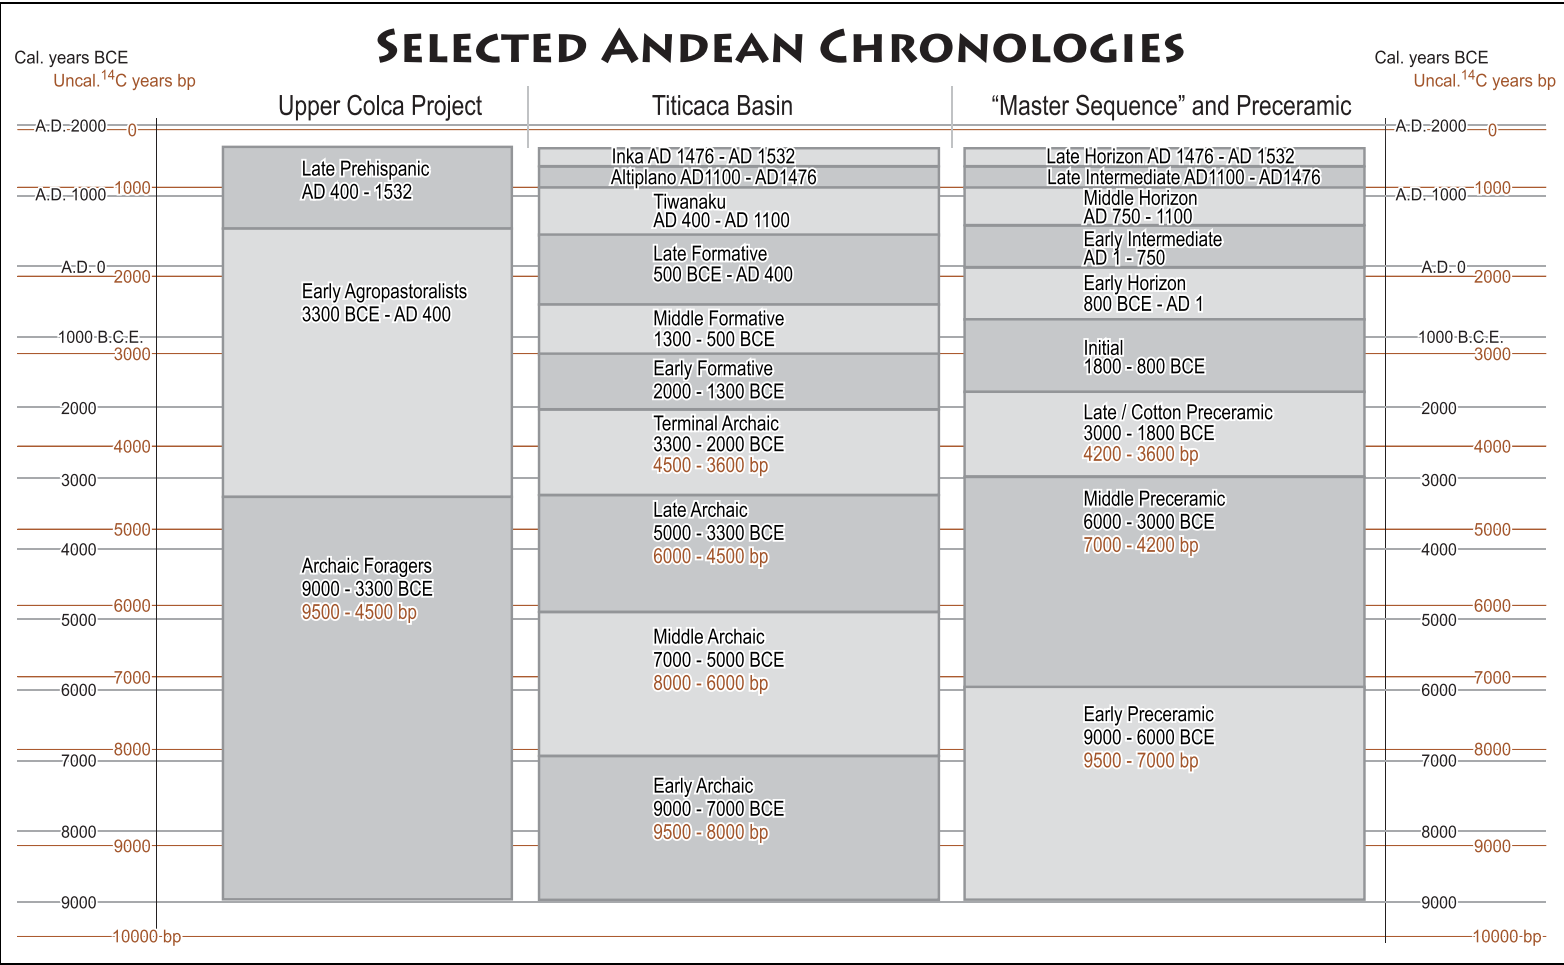 SELECTED ANDEAN CHRONOLOGIES
Cal. years BCE
Uncal.14C years bp
Cal. years BCE
Uncal.14C years bp
Upper Colca Project
Titicaca Basin
“Master Sequence” and Preceramic
A.D. 2000
0
A.D. 1000
1000
A.D. 0
2000
1000 B.C.E.
3000
2000
4000
3000
5000
4000
6000
5000
7000
6000
8000
7000
8000
9000
9000
10000 bp
Late Prehispanic
AD 400 - 1532
Early Agropastoralists
3300 BCE - AD 400
Archaic Foragers
9000 - 3300 BCE
9500 - 4500 bp
Inka AD 1476 - AD 1532
Altiplano AD1100 - AD1476
Tiwanaku
AD 400 - AD 1100
Late Formative
500 BCE - AD 400
Middle Formative
1300 - 500 BCE
Early Formative
2000 - 1300 BCE
Terminal Archaic
3300 - 2000 BCE
4500 - 3600 bp
Late Archaic
5000 - 3300 BCE
6000 - 4500 bp
Middle Archaic
7000 - 5000 BCE
8000 - 6000 bp
Early Archaic
9000 - 7000 BCE
9500 - 8000 bp
Late Horizon AD 1476 - AD 1532
Late Intermediate AD1100 - AD1476
Middle Horizon
AD 750 - 1100
Early Intermediate
AD 1 - 750
Early Horizon
800 BCE - AD 1
Initial
1800 - 800 BCE
Late / Cotton Preceramic
3000 - 1800 BCE
4200 - 3600 bp
Middle Preceramic
6000 - 3000 BCE
7000 - 4200 bp
Early Preceramic
9000 - 6000 BCE
9500 - 7000 bp
A.D. 2000
0
A.D. 1000
1000
A.D. 0
2000
1000 B.C.E.
3000
2000
4000
3000
5000
4000
6000
5000
7000
6000
8000
7000
8000
9000
9000
10000 bp